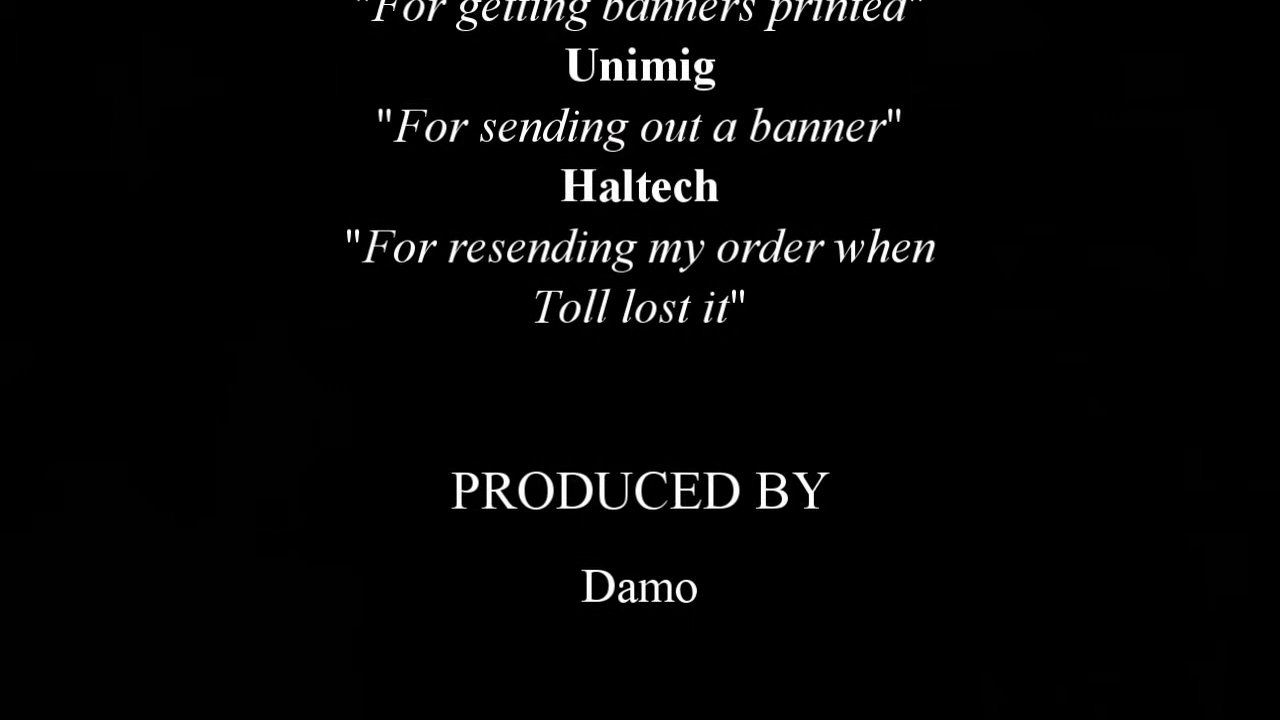 "For getting banners printed"
Unimig
"For sending out a banner"
Haltech
"For resending my order when
Toll lost it"
PRODUCED BY
Damo